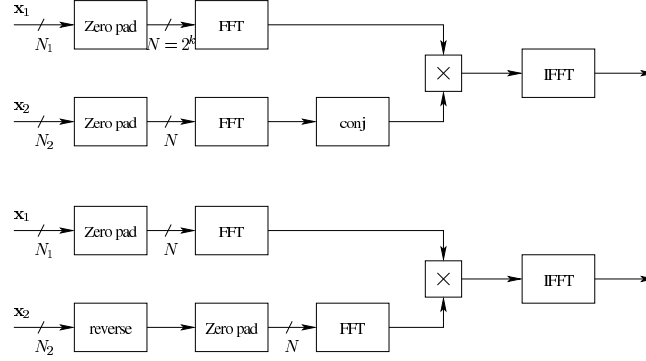 x₁
Zero pad
FFT
N₁
N = 2ᵏ
×
IFFT
x₂
Zero pad
FFT
conj
N₂
N
x₁
Zero pad
FFT
N₁
N
×
IFFT
x₂
reverse
Zero pad
FFT
N₂
N